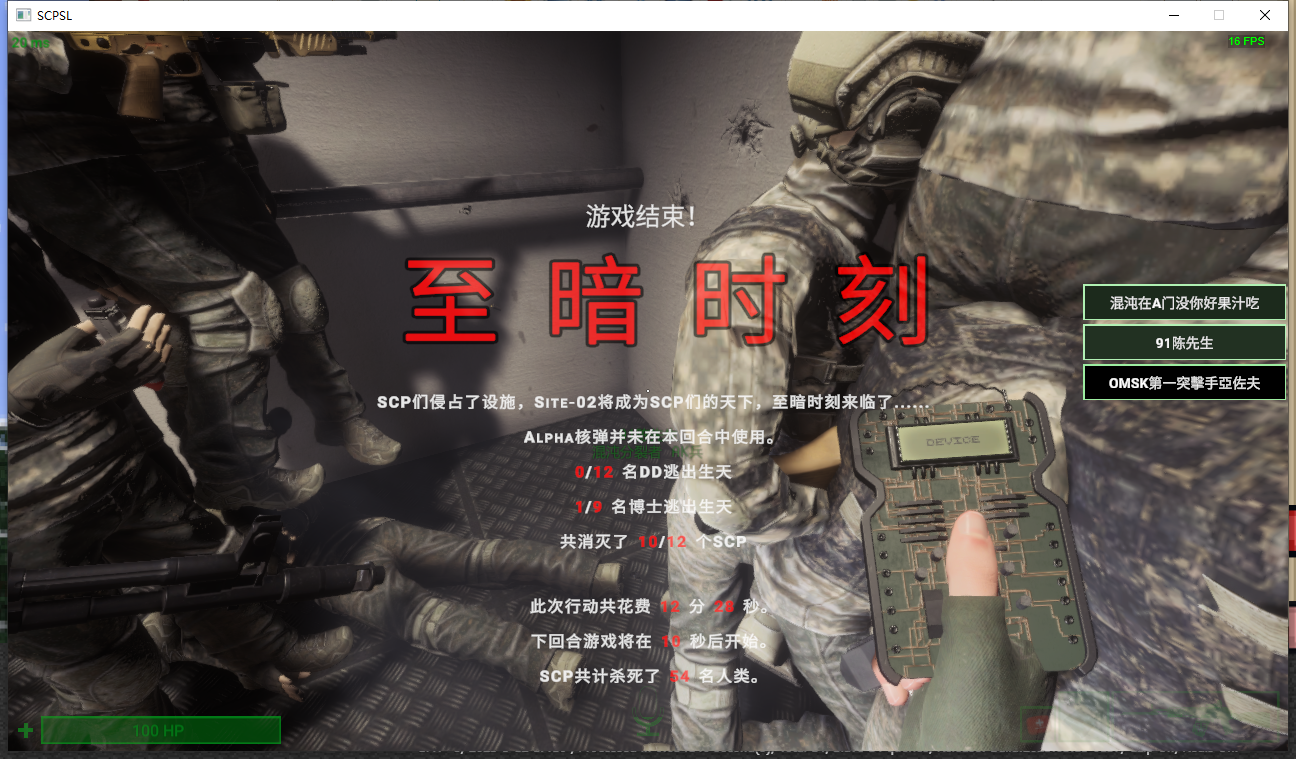 SCPSL
20 ms
16 FPS
游戏结束!
至暗时刻
混沌在A门没你好果汁吃
91陈先生
OMSK第一突擊手亞佐夫
SCP们侵占了设施，SITE-02将成为SCP们的天下，至暗时刻来临了......
ALPHA核弹并未在本回合中使用。
DEVICE
0/12 名DD逃出生天
1/9 名博士逃出生天
共消灭了 10/12 个SCP
此次行动共花费 12 分 28 秒。
下回合游戏将在 10 秒后开始。
SCP共计杀死了 54 名人类。
100 HP